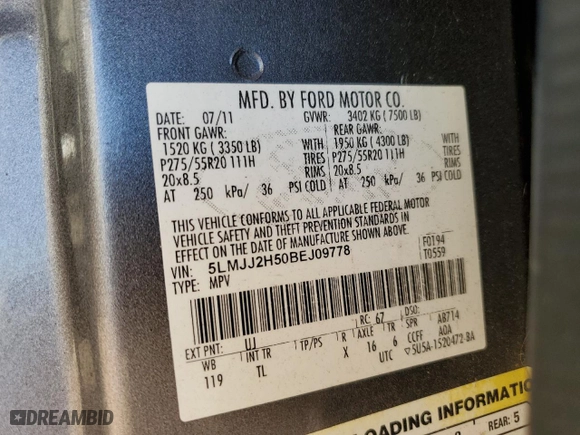 MFD. BY FORD MOTOR CO.
DATE: 07/11 GVWR: 3402 KG ( 7500 LB)
FRONT GAWR: REAR GAWR:
1520 KG ( 3350 LB) WITH 1950 KG ( 4300 LB) WITH
P275/55R20 111H TIRES P275/55R20 111H TIRES
20x8.5 RIMS 20x8.5 RIMS
AT 250 kPa/ 36 PSI COLD AT 250 kPa/ 36 PSI COLD
THIS VEHICLE CONFORMS TO ALL APPLICABLE FEDERAL MOTOR
VEHICLE SAFETY AND THEFT PREVENTION STANDARDS IN
EFFECT ON THE DATE OF MANUFACTURE SHOWN ABOVE.
VIN: 5LMJJ2H50BEJ09778 F0194
TYPE: MPV T0559
EXT PNT: UJ RC: 67 DSO:
WB INT TR TP/PS R AXLE TR SPR AB714
119 TL X 16 6 CCFF AOA
UTC 5U5A-1520472-BA
LOADING INFORMATION
REAR: 5
DREAMBID